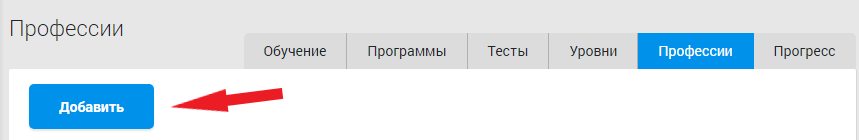 Профессии
Обучение Программы Тесты Уровни Профессии Прогресс
Добавить